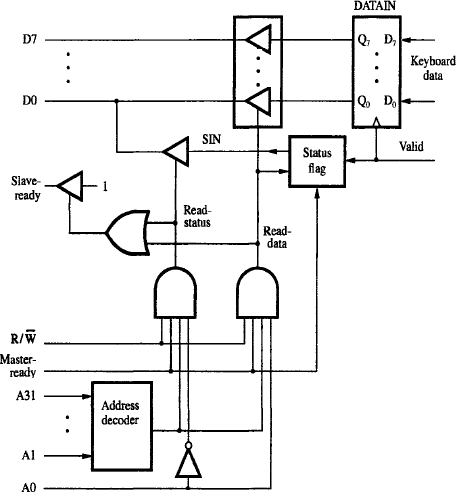 DATAIN
D7
Q7 D7
Keyboard
data
D0
Q0 D0
SIN
Status
flag
Valid
Slave-
ready
1
Read-
status
Read-
data
R/W̅
Master-
ready
A31
Address
decoder
A1
A0